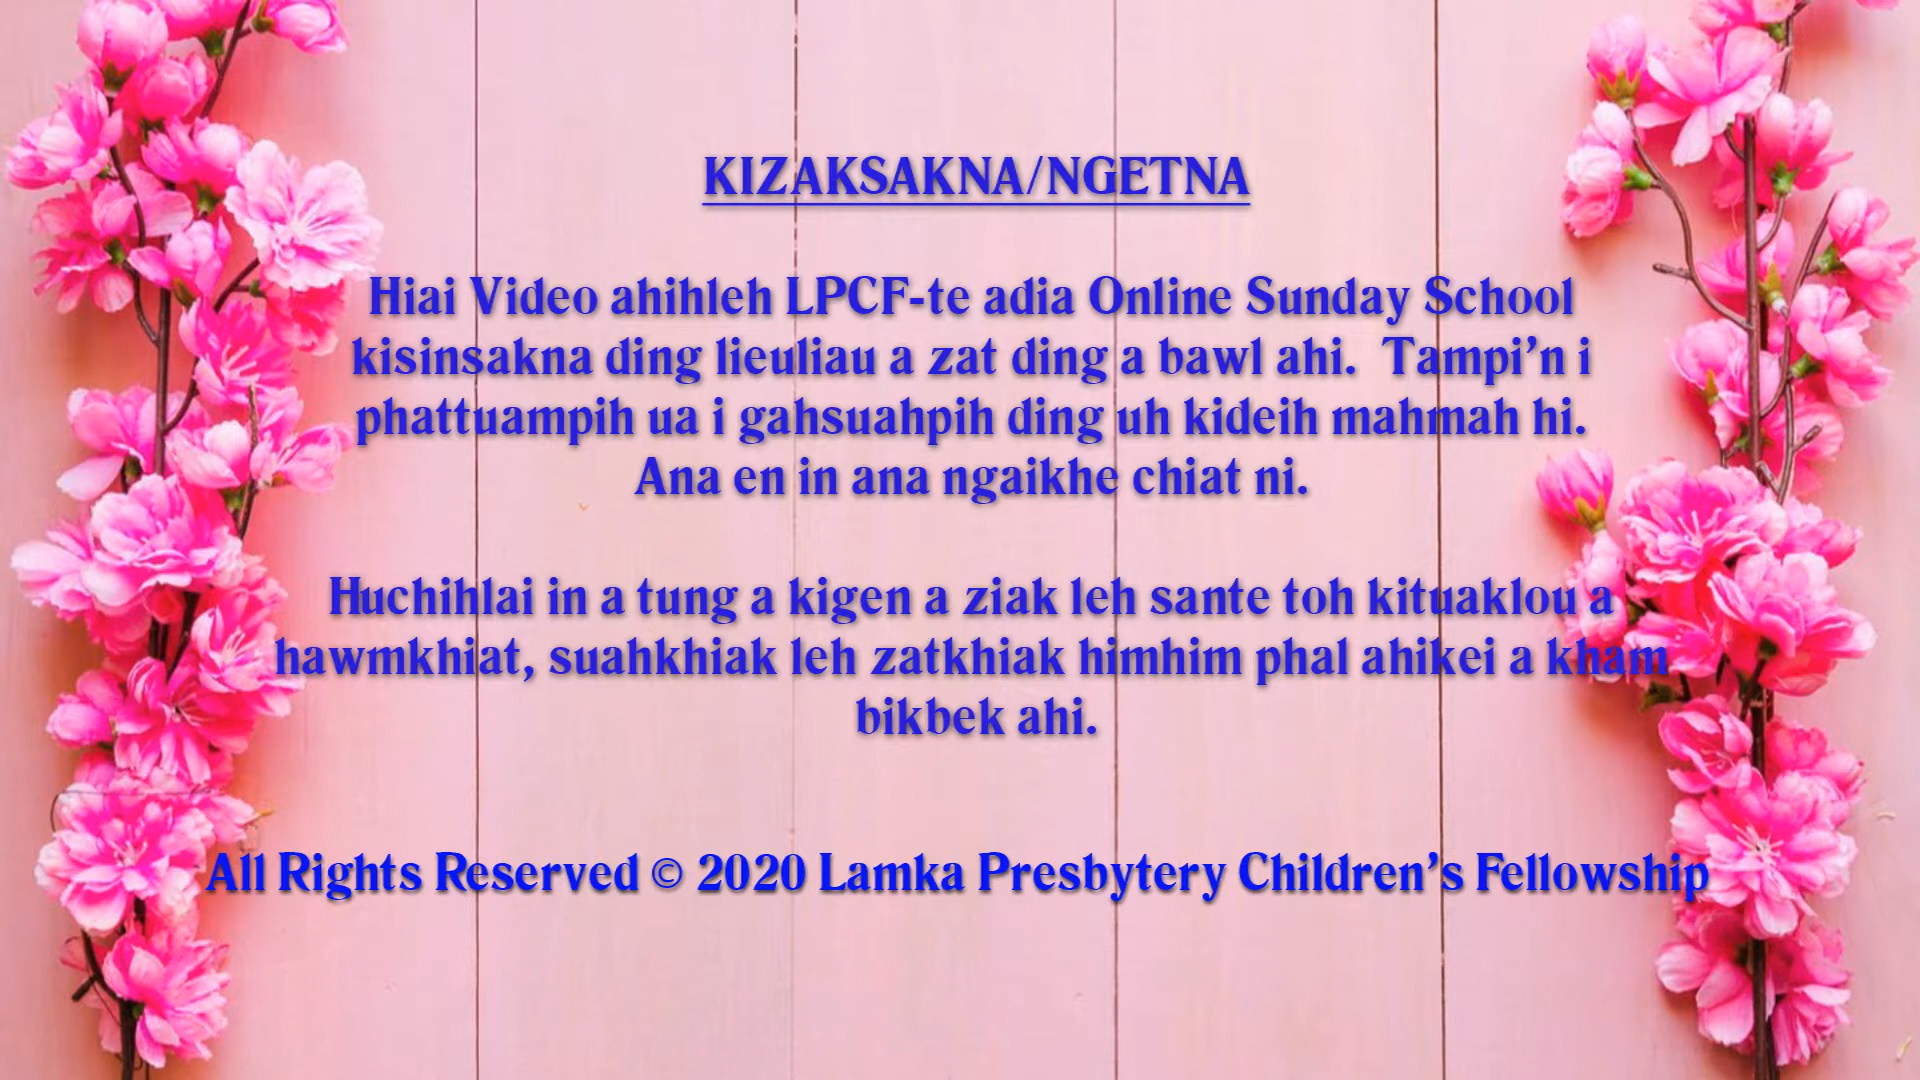 KIZAKSAKNA/NGETNA
Hiai Video ahihleh LPCF-te adia Online Sunday School
kisinsakna ding lieuliau a zat ding a bawl ahi.  Tampi’n i
phattuampih ua i gahsuahpih ding uh kideih mahmah hi.
Ana en in ana ngaikhe chiat ni.
Huchihlai in a tung a kigen a ziak leh sante toh kituaklou a
hawmkhiat, suahkhiak leh zatkhiak himhim phal ahikei a kham
bikbek ahi.
All Rights Reserved © 2020 Lamka Presbytery Children’s Fellowship